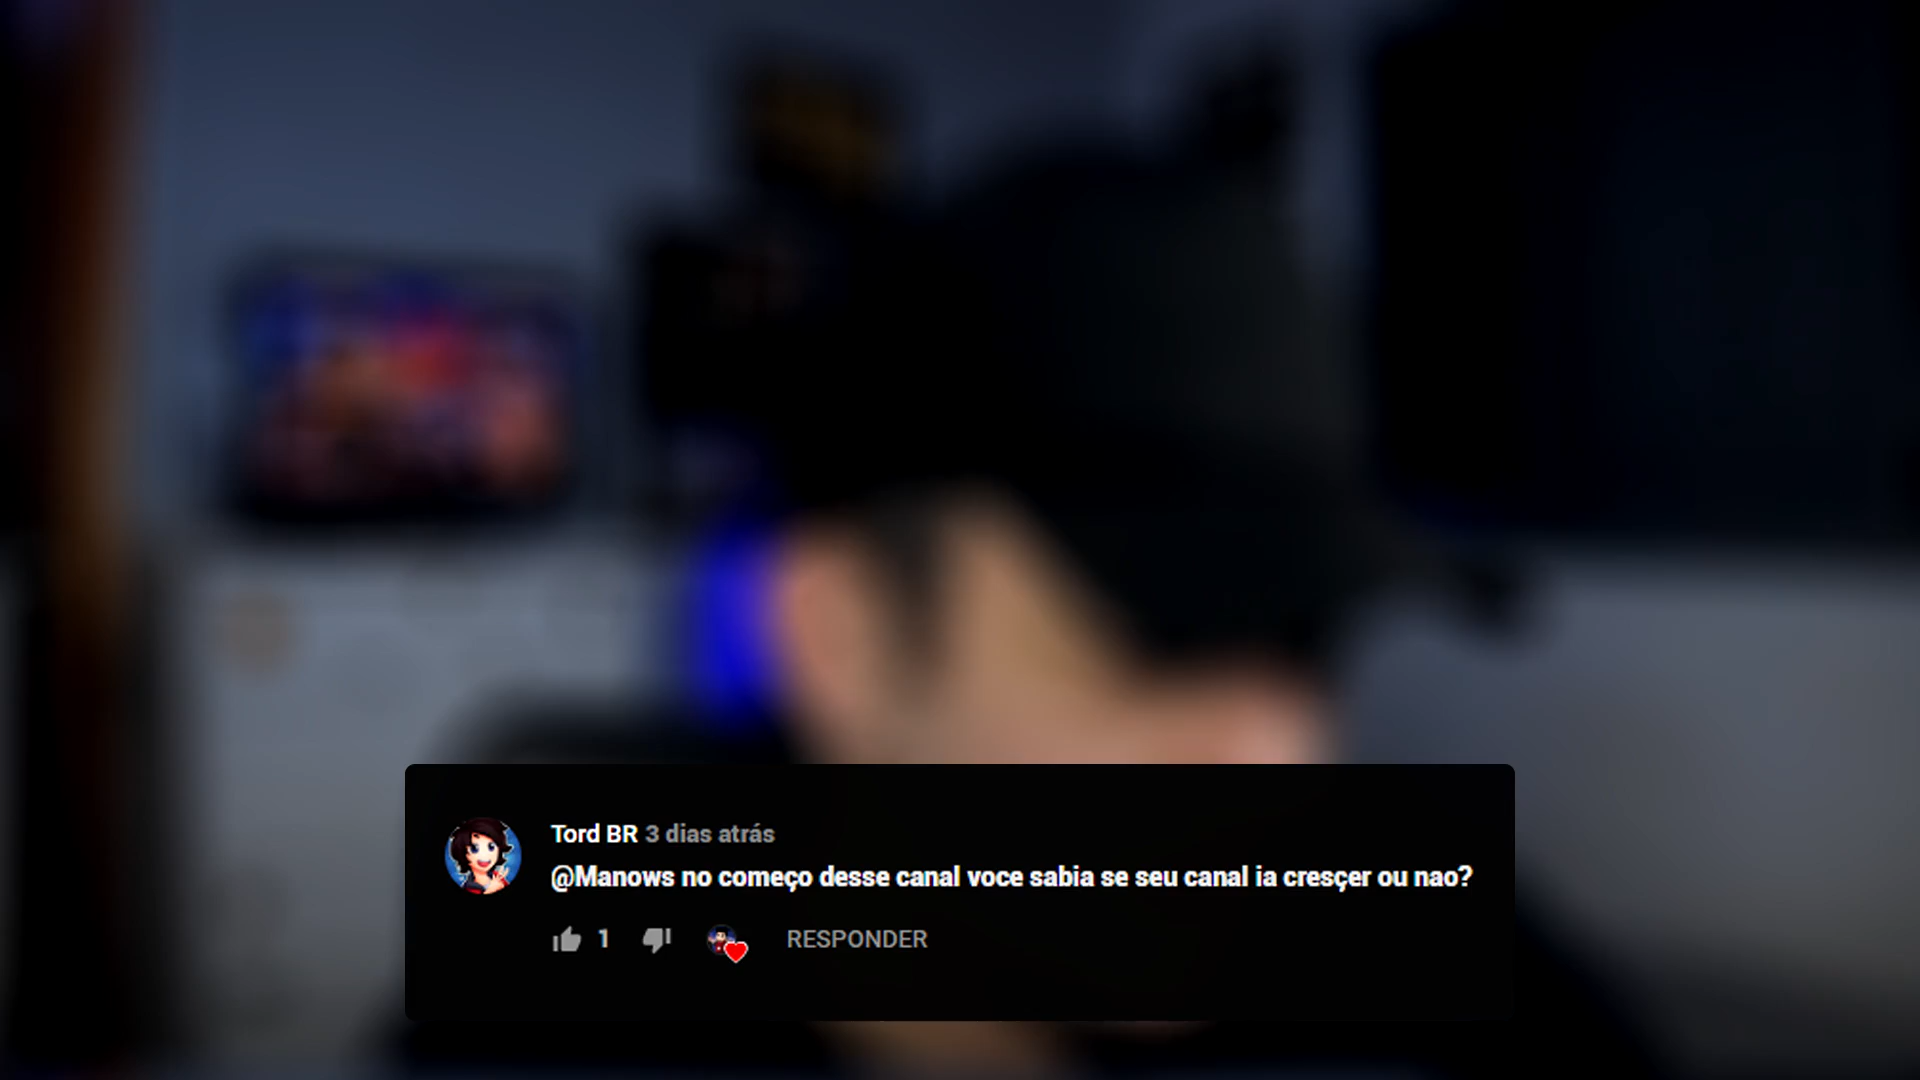 Tord BR 3 dias atrás
@Manows no começo desse canal voce sabia se seu canal ia cresçer ou nao?
1 RESPONDER